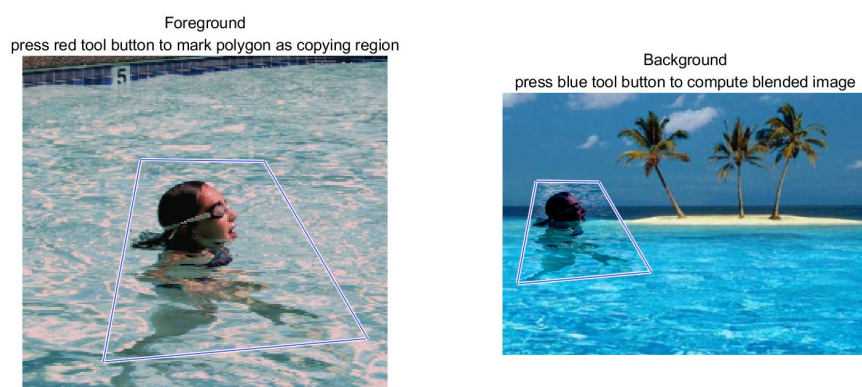 Foreground
press red tool button to mark polygon as copying region
5
Background
press blue tool button to compute blended image